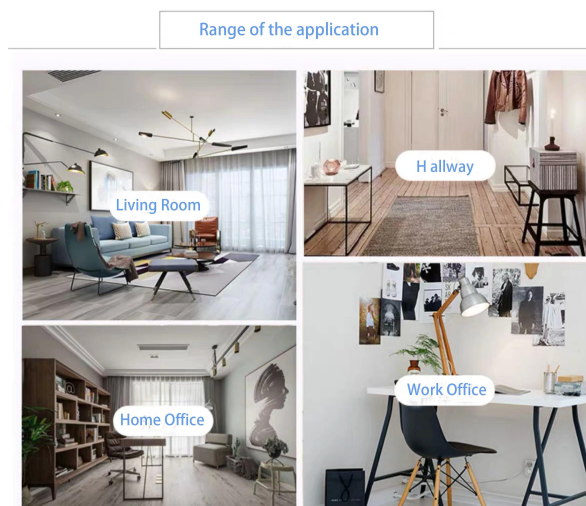 Range of the application
Living Room
H allway
Home Office
Work Office